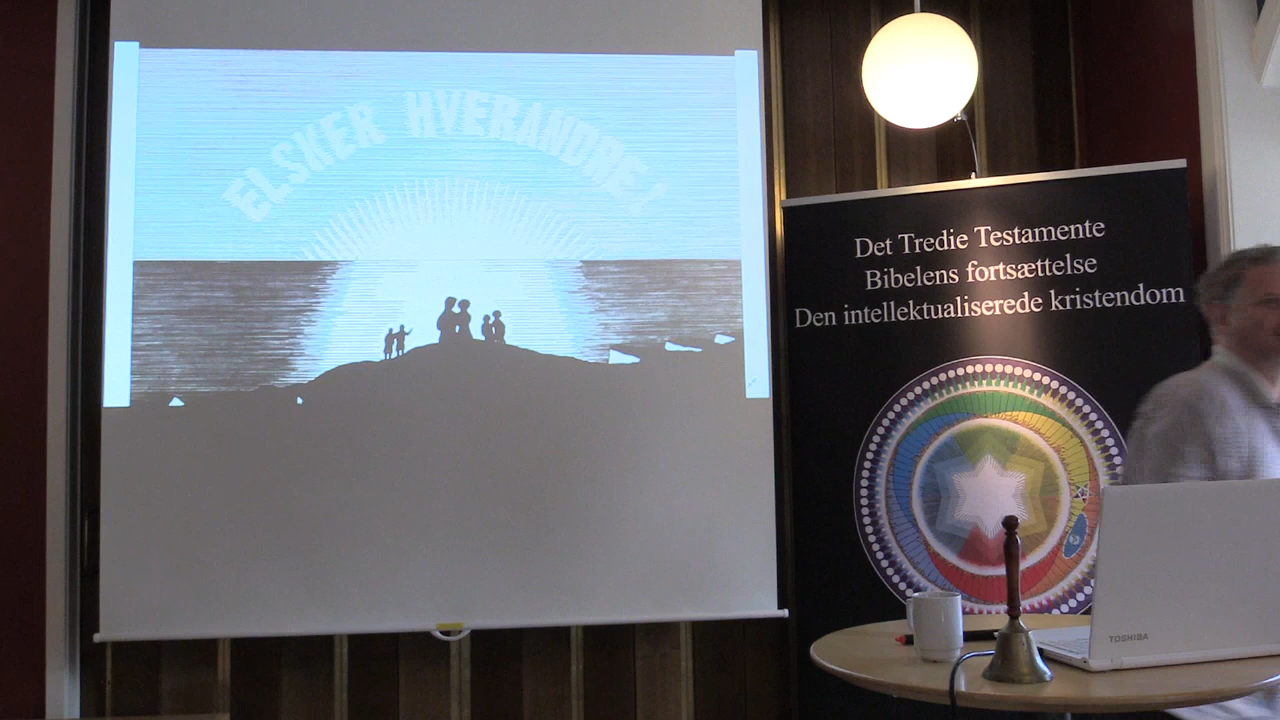 ELSKER HVERANDRE!
Det Tredie Testamente
Bibelens fortsættelse
Den intellektualiserede kristendom
TOSHIBA